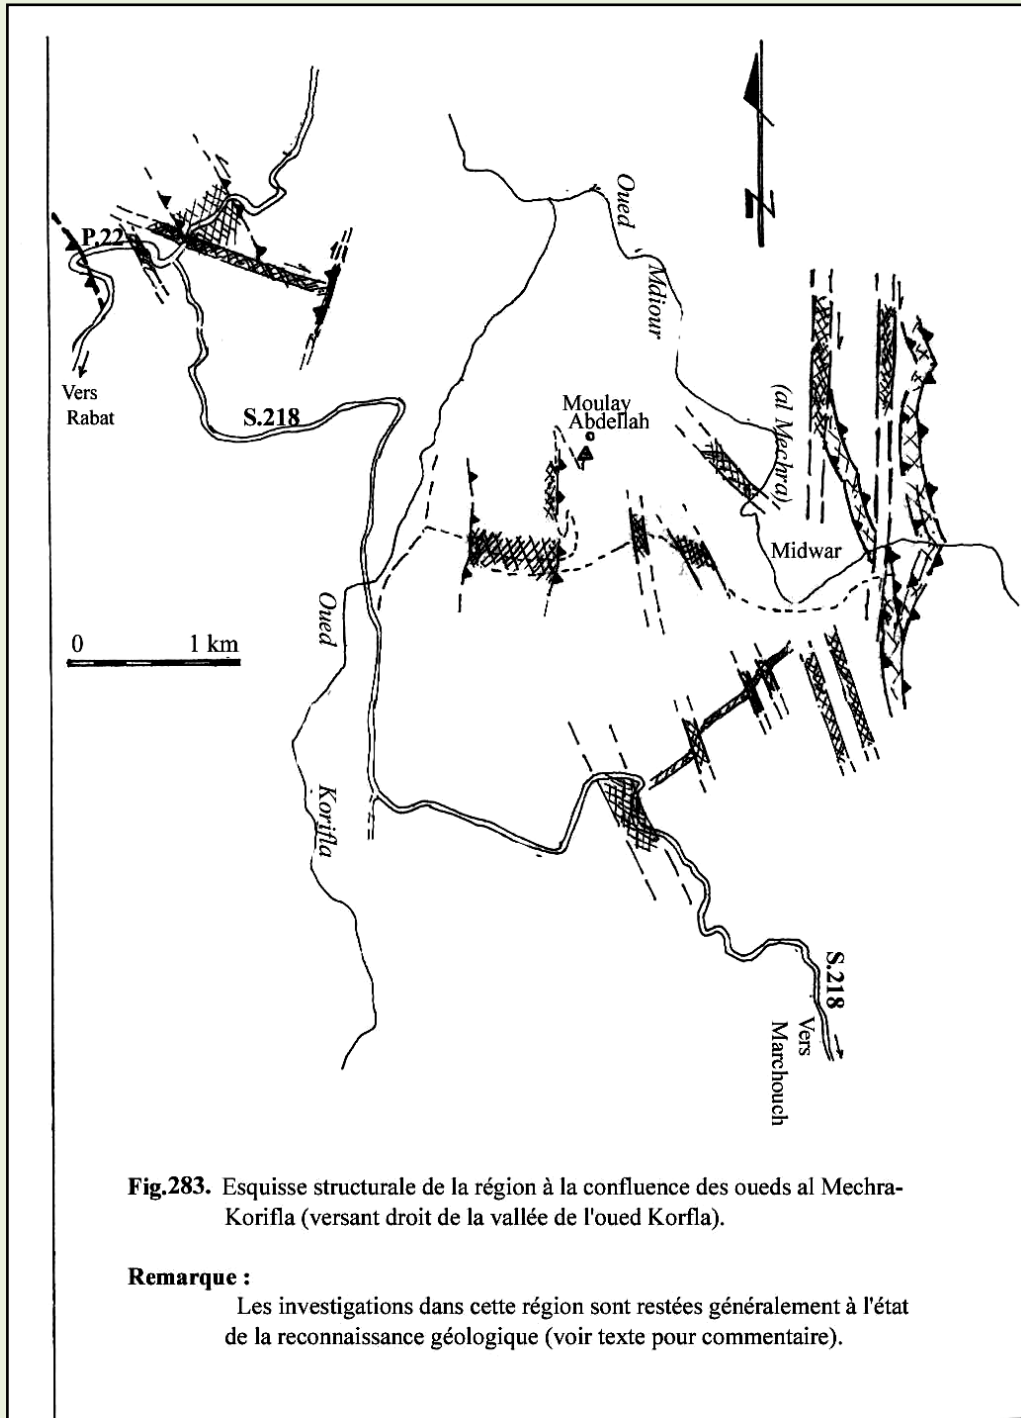 N
Oued
Mdiour
(al Mechra)
P.22
Vers
Rabat
S.218
Moulay
Abdellah
Midwar
Oued
Korifla
0 1 km
S.218
Vers
Marchouch
Fig.283. Esquisse structurale de la région à la confluence des oueds al Mechra-
Korifla (versant droit de la vallée de l'oued Korfla).
Remarque :
Les investigations dans cette région sont restées généralement à l'état
de la reconnaissance géologique (voir texte pour commentaire).